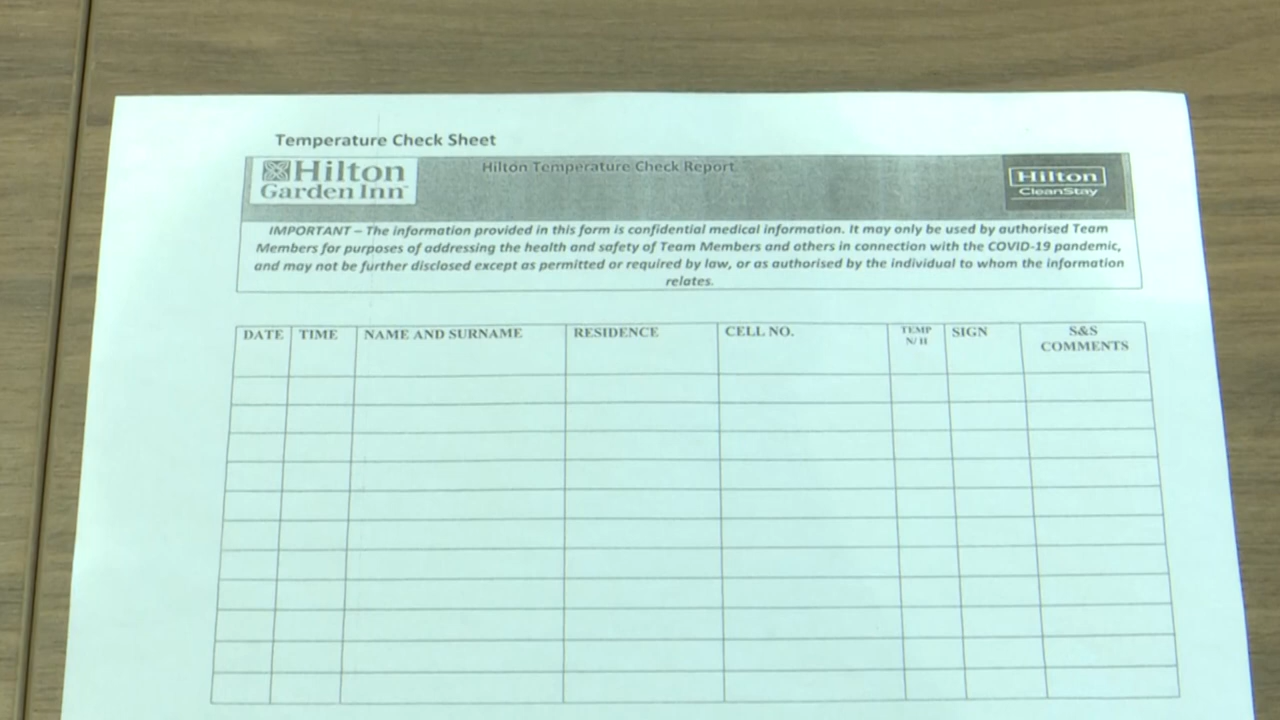 Temperature Check Sheet
Hilton
Garden Inn
Hilton Temperature Check Report
Hilton
CleanStay
IMPORTANT – The information provided in this form is confidential medical information. It may only be used by authorised Team
Members for purposes of addressing the health and safety of Team Members and others in connection with the COVID-19 pandemic,
and may not be further disclosed except as permitted or required by law, or as authorised by the individual to whom the information
relates.
DATE TIME NAME AND SURNAME RESIDENCE CELL NO. TEMP SIGN S&S
N/H COMMENTS